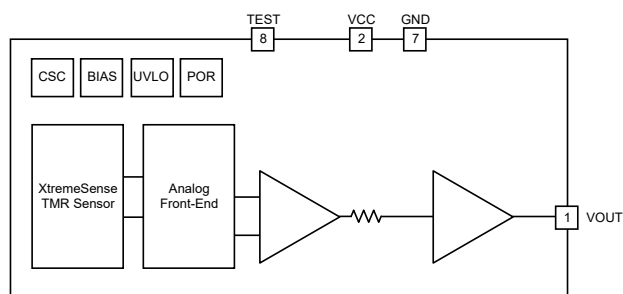 TEST
VCC
GND
8
2
7
CSC
BIAS
UVLO
POR
XtremeSense
TMR Sensor
Analog
Front-End
1
VOUT